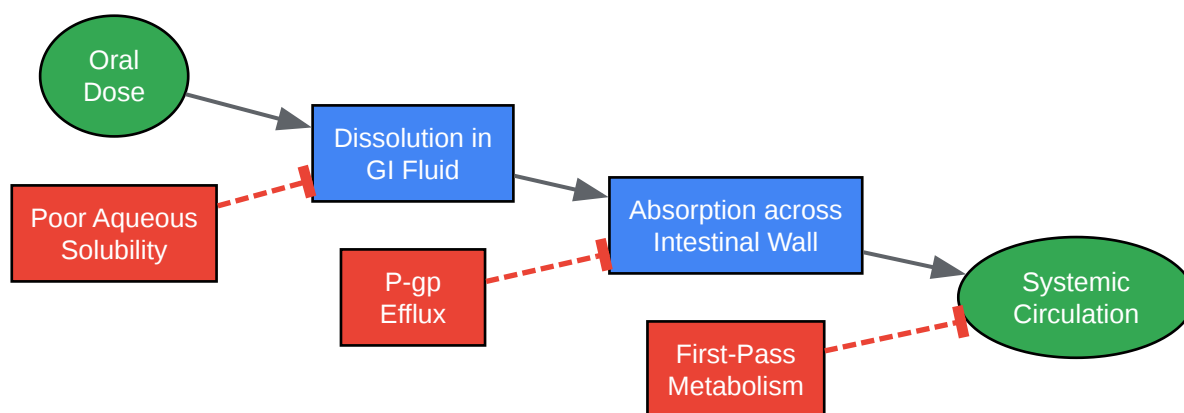 Oral
Dose
Dissolution in
GI Fluid
Poor Aqueous
Solubility
Absorption across
Intestinal Wall
P-gp
Efflux
Systemic
Circulation
First-Pass
Metabolism